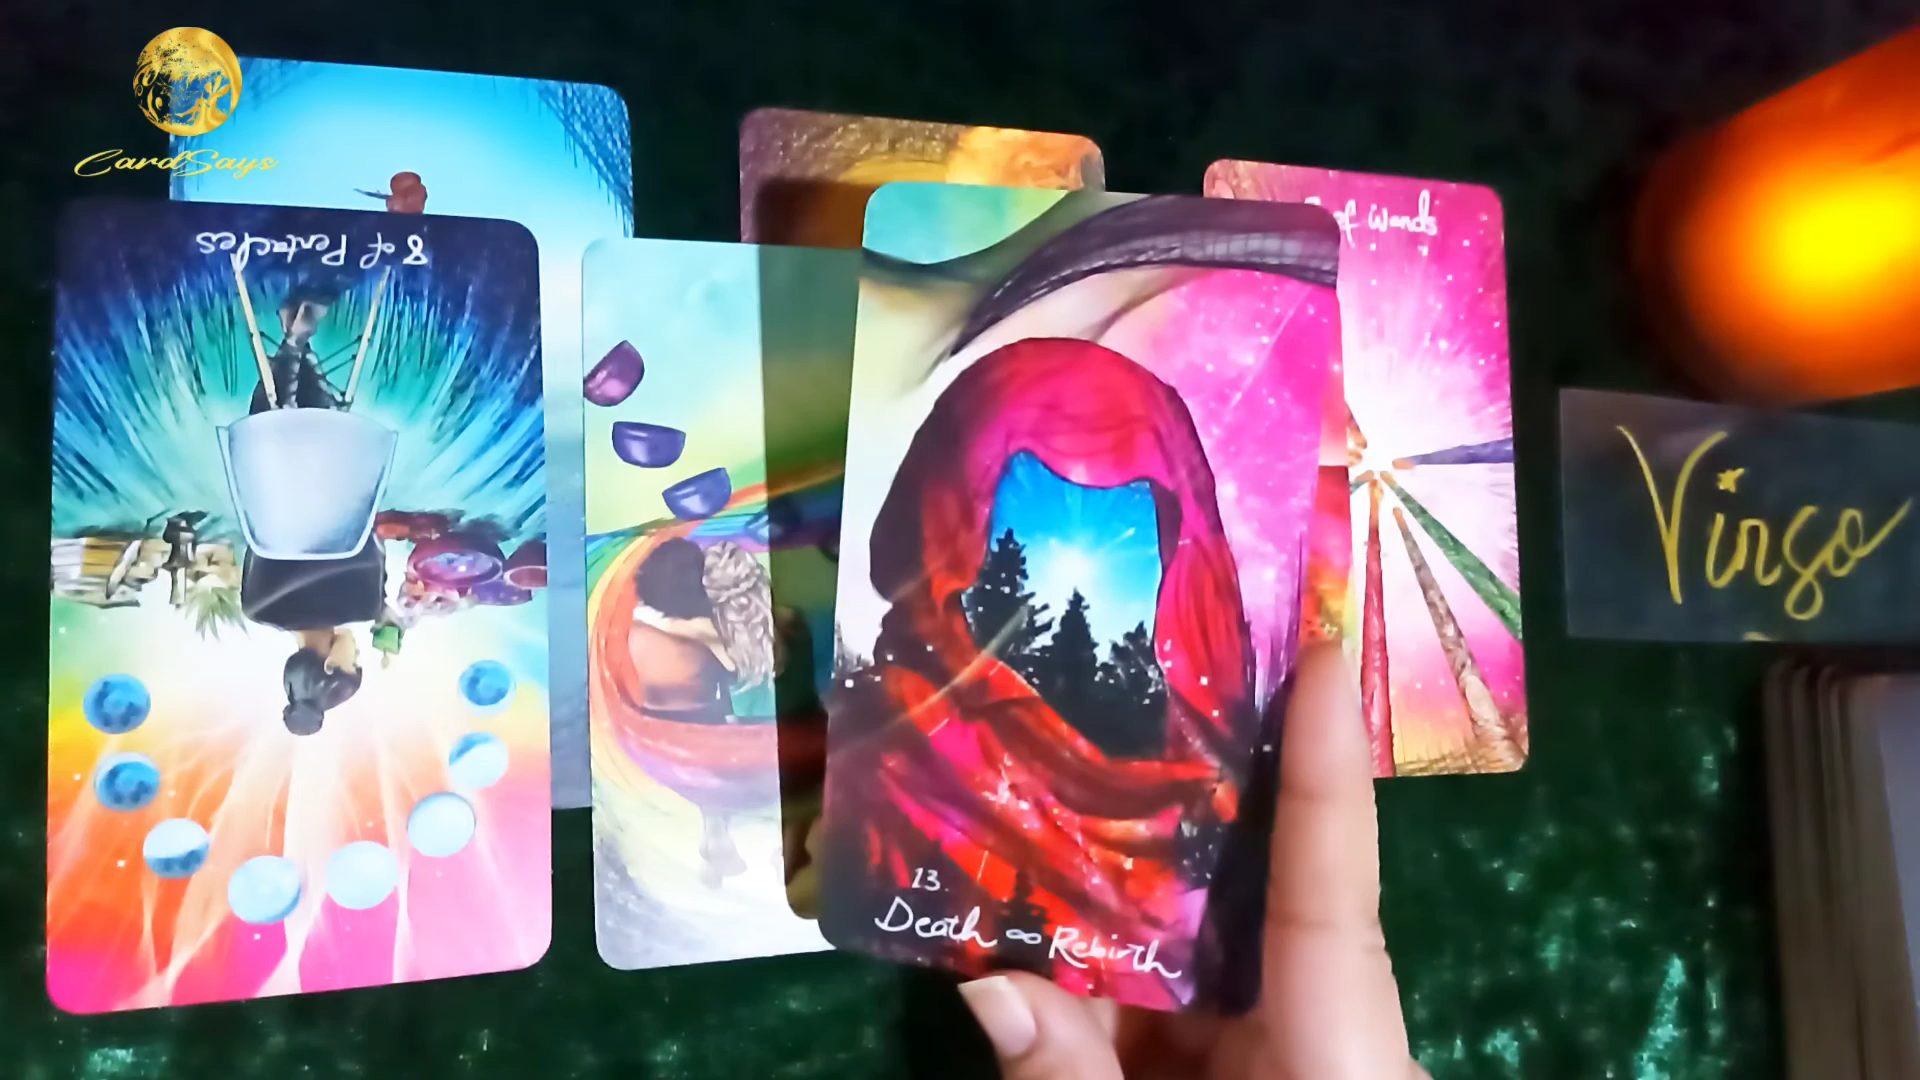 CardSays
8 of Pentacles
of Wands
Virgo
13.
Death ∞ Rebirth